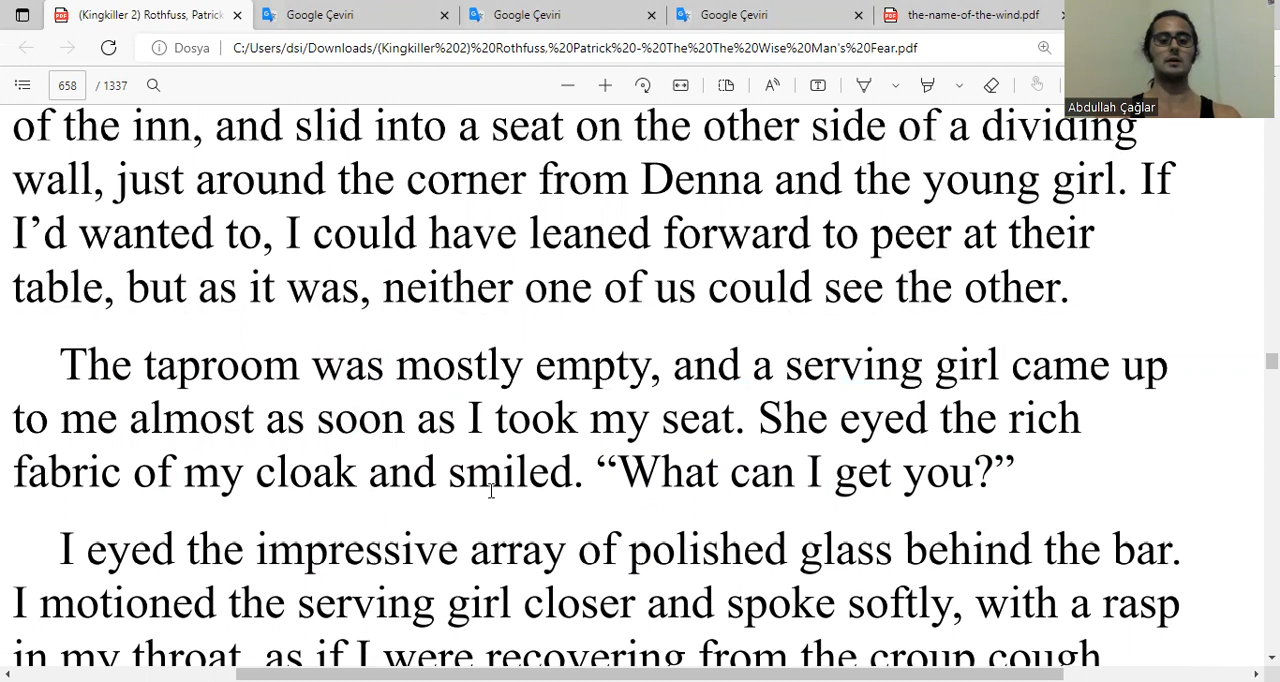 (Kingkiller 2) Rothfuss, Patrick
Google Çeviri
Google Çeviri
Google Çeviri
the-name-of-the-wind.pdf
Dosya
C:/Users/dsi/Downloads/(Kingkiller%202)%20Rothfuss,%20Patrick%20-%20The%20The%20Wise%20Man's%20Fear.pdf
658 / 1337
Abdullah Çağlar
of the inn, and slid into a seat on the other side of a dividing
wall, just around the corner from Denna and the young girl. If
I’d wanted to, I could have leaned forward to peer at their
table, but as it was, neither one of us could see the other.
The taproom was mostly empty, and a serving girl came up
to me almost as soon as I took my seat. She eyed the rich
fabric of my cloak and smiled. “What can I get you?”
I eyed the impressive array of polished glass behind the bar.
I motioned the serving girl closer and spoke softly, with a rasp
in my throat, as if I were recovering from the croup cough